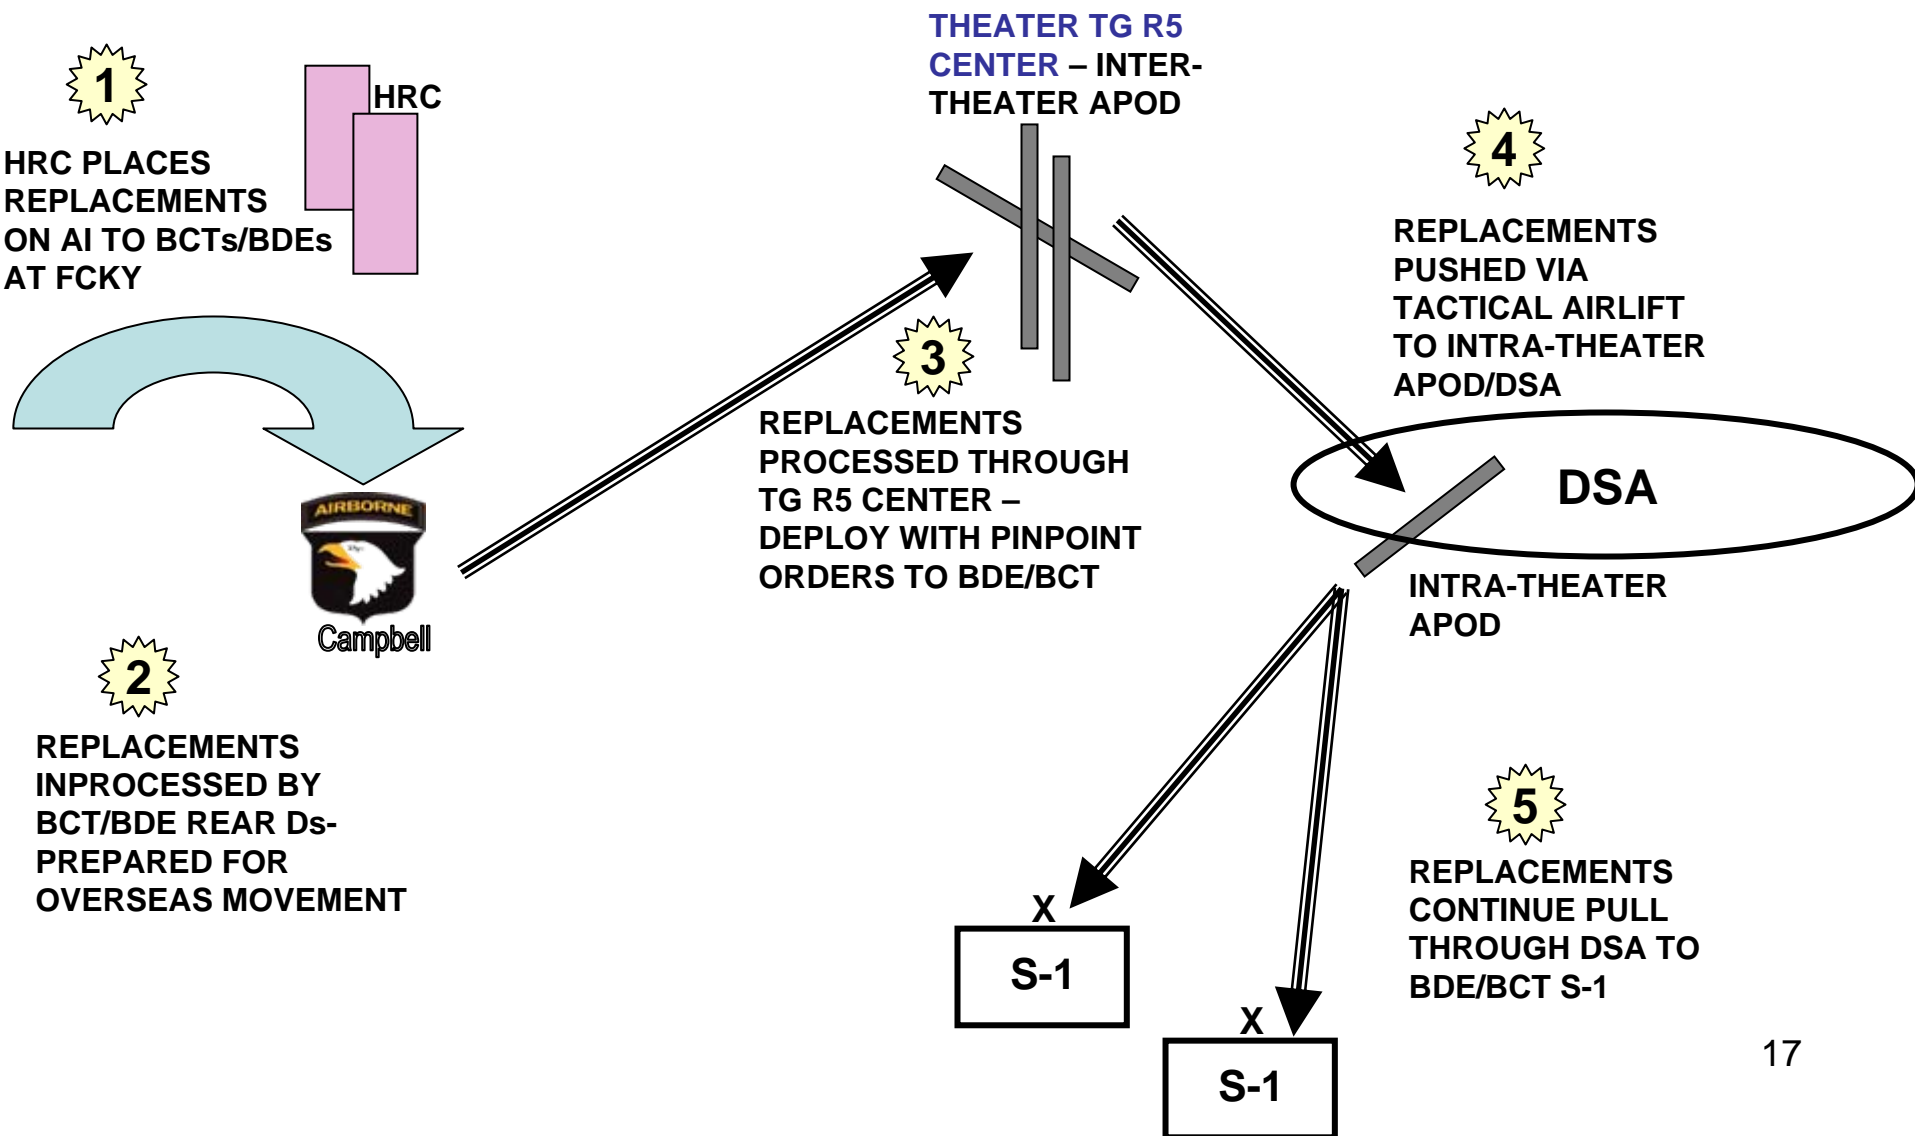 1
HRC
HRC PLACES
REPLACEMENTS
ON AI TO BCTs/BDEs
AT FCKY
AIRBORNE
Campbell
2
REPLACEMENTS
INPROCESSED BY
BCT/BDE REAR Ds-
PREPARED FOR
OVERSEAS MOVEMENT
THEATER TG R5
CENTER – INTER-
THEATER APOD
3
REPLACEMENTS
PROCESSED THROUGH
TG R5 CENTER –
DEPLOY WITH PINPOINT
ORDERS TO BDE/BCT
4
REPLACEMENTS
PUSHED VIA
TACTICAL AIRLIFT
TO INTRA-THEATER
APOD/DSA
DSA
INTRA-THEATER
APOD
5
REPLACEMENTS
CONTINUE PULL
THROUGH DSA TO
BDE/BCT S-1
X
S-1
X
S-1
17